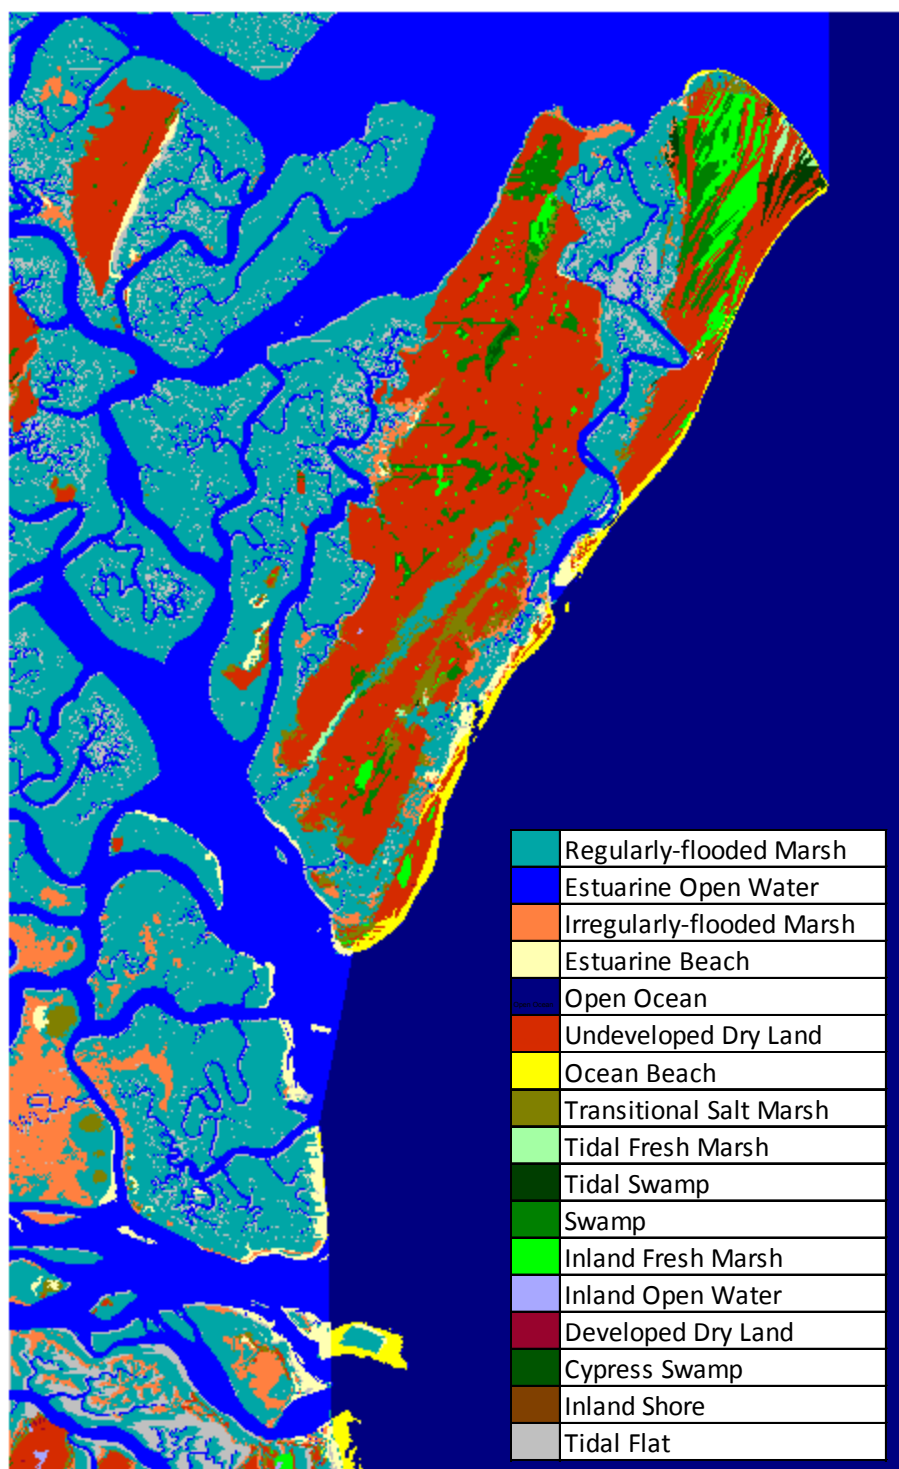 Regularly-flooded Marsh
Estuarine Open Water
Irregularly-flooded Marsh
Estuarine Beach
Open Ocean
Undeveloped Dry Land
Ocean Beach
Transitional Salt Marsh
Tidal Fresh Marsh
Tidal Swamp
Swamp
Inland Fresh Marsh
Inland Open Water
Developed Dry Land
Cypress Swamp
Inland Shore
Tidal Flat